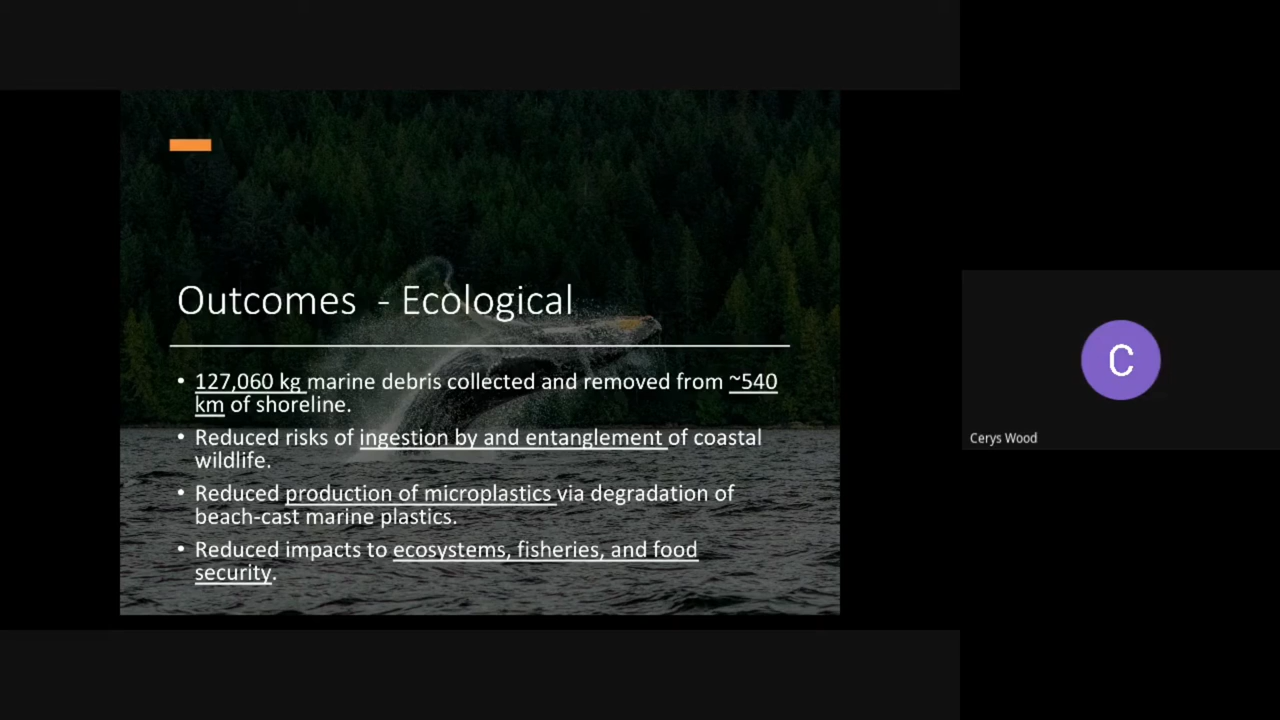 Outcomes - Ecological
• 127,060 kg marine debris collected and removed from ~540
km of shoreline.
• Reduced risks of ingestion by and entanglement of coastal
wildlife.
• Reduced production of microplastics via degradation of
beach-cast marine plastics.
• Reduced impacts to ecosystems, fisheries, and food
security.
C
Cerys Wood